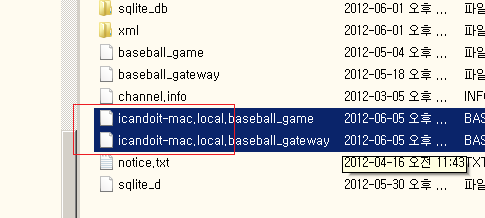 sqlite_db 2012-06-01 오후 ... 파일
xml 2012-06-01 오후 ... 파일
baseball_game 2012-05-04 오후 ... 파일
baseball_gateway 2012-05-18 오후 ... 파일
channel,info 2012-03-05 오후 ... INFO
icandoit-mac,local,baseball_game 2012-06-05 오후 ... BAS
icandoit-mac,local,baseball_gateway 2012-06-05 오후 ... BAS
notice,txt 2012-04-16 오전 11:43 TXT
sqlite_d 2012-05-30 오후 ... 파일